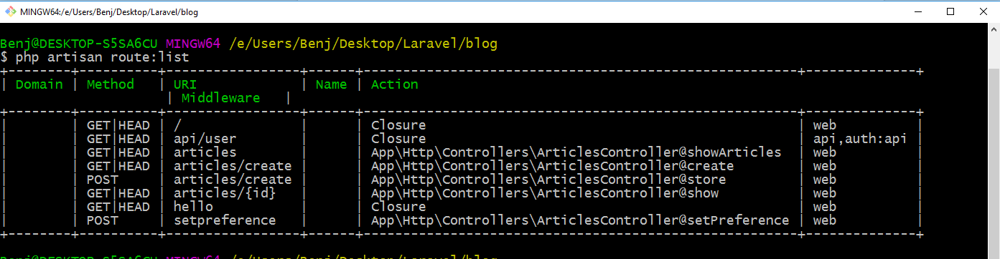 MINGW64:/e/Users/Benj/Desktop/Laravel/blog
Benj@DESKTOP-S5SA6CU MINGW64 /e/Users/Benj/Desktop/Laravel/blog
$ php artisan route:list
+--------+----------+-----------------+------+--------------------------------------------------------+--------------+
| Domain | Method   | URI             | Name | Action
                     | Middleware   |
+--------+----------+-----------------+------+--------------------------------------------------------+--------------+
|        | GET|HEAD | /               |      | Closure                                                | web          |
|        | GET|HEAD | api/user        |      | Closure                                                | api,auth:api |
|        | GET|HEAD | articles        |      | App\Http\Controllers\ArticlesController@showArticles   | web          |
|        | GET|HEAD | articles/create |      | App\Http\Controllers\ArticlesController@create         | web          |
|        | POST     | articles/create |      | App\Http\Controllers\ArticlesController@store          | web          |
|        | GET|HEAD | articles/{id}   |      | App\Http\Controllers\ArticlesController@show           | web          |
|        | GET|HEAD | hello           |      | Closure                                                | web          |
|        | POST     | setpreference   |      | App\Http\Controllers\ArticlesController@setPreference  | web          |
+--------+----------+-----------------+------+--------------------------------------------------------+--------------+
Benj@DESKTOP-S5SA6CU MINGW64 /e/Users/Benj/Desktop/Laravel/blog